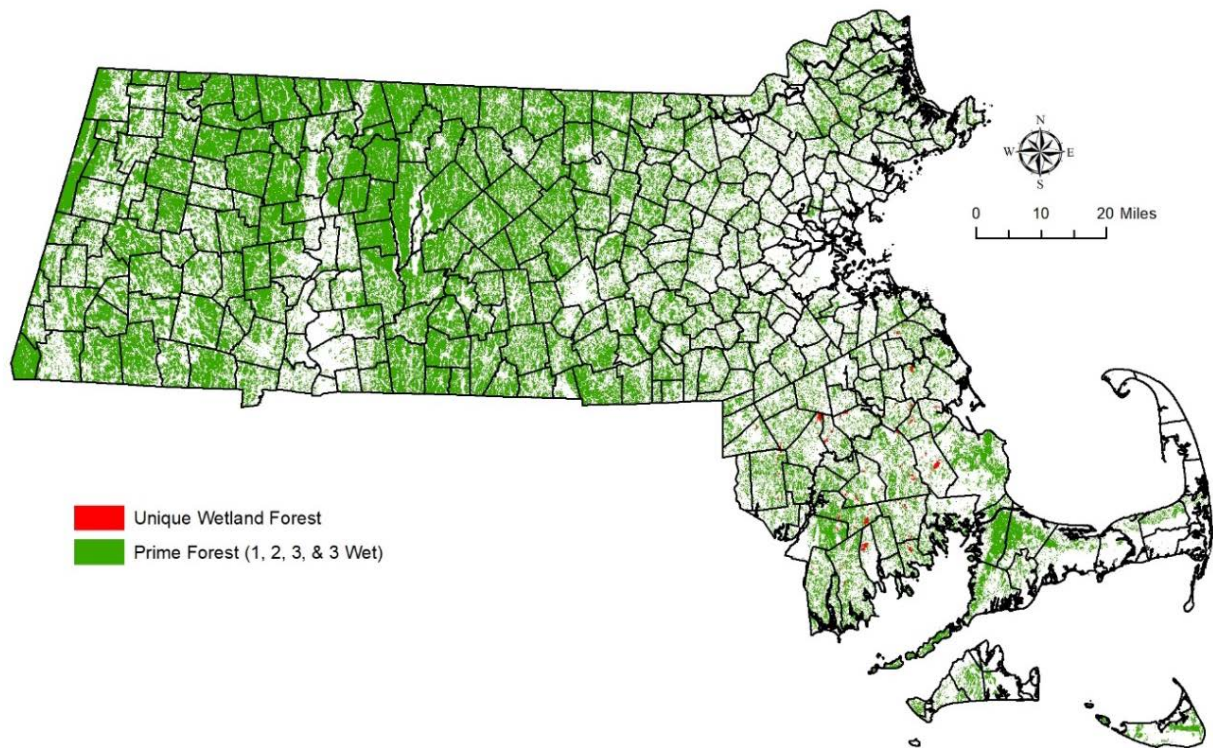 N
W E
S
0 10 20 Miles
Unique Wetland Forest
Prime Forest (1, 2, 3, & 3 Wet)